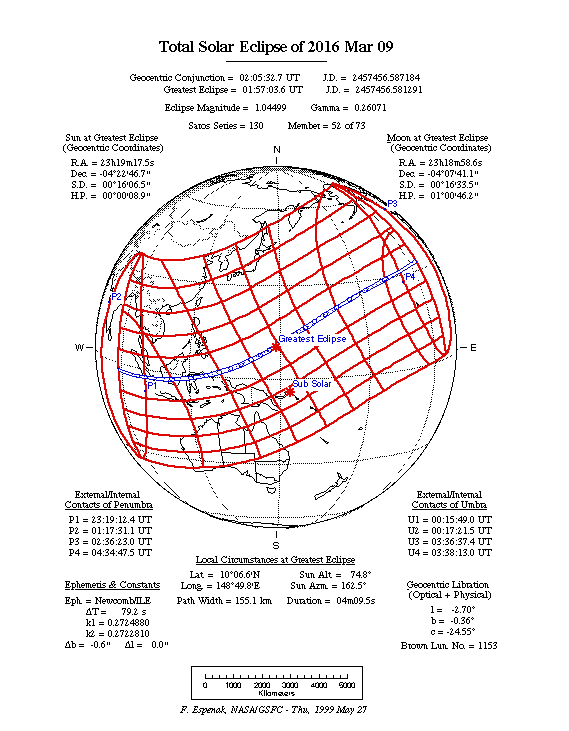 Total Solar Eclipse of 2016 Mar 09
Geocentric Conjunction = 02:05:32.7 UT J.D. = 2457456.587184
Greatest Eclipse = 01:57:03.6 UT J.D. = 2457456.581291
Eclipse Magnitude = 1.04499 Gamma = 0.26071
Saros Series = 130 Member = 52 of 73
Sun at Greatest Eclipse
(Geocentric Coordinates)
R.A. = 23h19m17.5s
Dec. = -04°22'46.7"
S.D. = 00°16'06.5"
H.P. = 00°00'08.9"
Moon at Greatest Eclipse
(Geocentric Coordinates)
R.A. = 23h18m58.6s
Dec. = -04°07'41.1"
S.D. = 00°16'33.5"
H.P. = 01°00'46.2"
N
P3
P2
P4
Greatest Eclipse
W
E
P1
Sub Solar
S
External/Internal
Contacts of Penumbra
P1 = 23:19:12.4 UT
P2 = 01:17:31.1 UT
P3 = 02:36:23.0 UT
P4 = 04:34:47.5 UT
External/Internal
Contacts of Umbra
U1 = 00:15:49.0 UT
U2 = 00:17:21.5 UT
U3 = 03:36:37.4 UT
U4 = 03:38:13.0 UT
Local Circumstances at Greatest Eclipse
Lat. = 10°06.6'N Sun Alt. = 74.8°
Long. = 148°49.8'E Sun Azm. = 162.5°
Path Width = 155.1 km Duration = 04m09.5s
Ephemeris & Constants
Eph. = Newcomb/ILE
ΔT = 79.2 s
k1 = 0.2724880
k2 = 0.2722810
Δb = -0.6" Δl = 0.0"
Geocentric Libration
(Optical + Physical)
l = -2.70°
b = -0.36°
c = -24.55°
Brown Lun. No. = 1153
0 1000 2000 3000 4000 5000
Kilometers
F. Espenak, NASA/GSFC - Thu, 1999 May 27